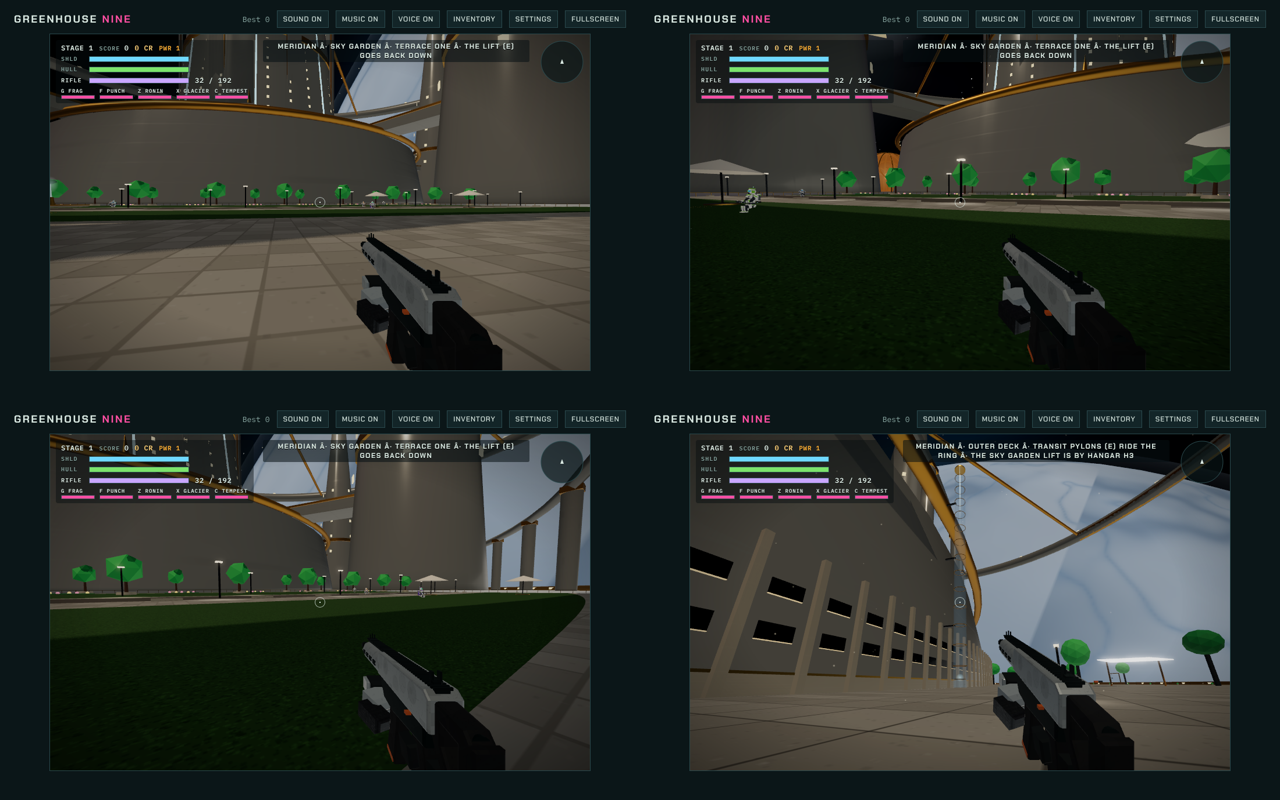 GREENHOUSE NINE Best 0 SOUND ON MUSIC ON VOICE ON INVENTORY SETTINGS FULLSCREEN
STAGE 1 SCORE 0 0 CR PWR 1
SHLD
HULL
RIFLE 32 / 192
G FRAG F PUNCH Z RONIN X GLACIER C TEMPEST
MERIDIAN Â· SKY GARDEN Â· TERRACE ONE Â· THE LIFT (E)
GOES BACK DOWN
GREENHOUSE NINE Best 0 SOUND ON MUSIC ON VOICE ON INVENTORY SETTINGS FULLSCREEN
STAGE 1 SCORE 0 0 CR PWR 1
SHLD
HULL
RIFLE 32 / 192
G FRAG F PUNCH Z RONIN X GLACIER C TEMPEST
MERIDIAN Â· SKY GARDEN Â· TERRACE ONE Â· THE LIFT (E)
GOES BACK DOWN
GREENHOUSE NINE Best 0 SOUND ON MUSIC ON VOICE ON INVENTORY SETTINGS FULLSCREEN
STAGE 1 SCORE 0 0 CR PWR 1
SHLD
HULL
RIFLE 32 / 192
G FRAG F PUNCH Z RONIN X GLACIER C TEMPEST
MERIDIAN Â· SKY GARDEN Â· TERRACE ONE Â· THE LIFT (E)
GOES BACK DOWN
GREENHOUSE NINE Best 0 SOUND ON MUSIC ON VOICE ON INVENTORY SETTINGS FULLSCREEN
STAGE 1 SCORE 0 0 CR PWR 1
SHLD
HULL
RIFLE 32 / 192
G FRAG F PUNCH Z RONIN X GLACIER C TEMPEST
MERIDIAN Â· OUTER DECK Â· TRANSIT PYLONS (E) RIDE THE
RING Â· THE SKY GARDEN LIFT IS BY HANGAR H3